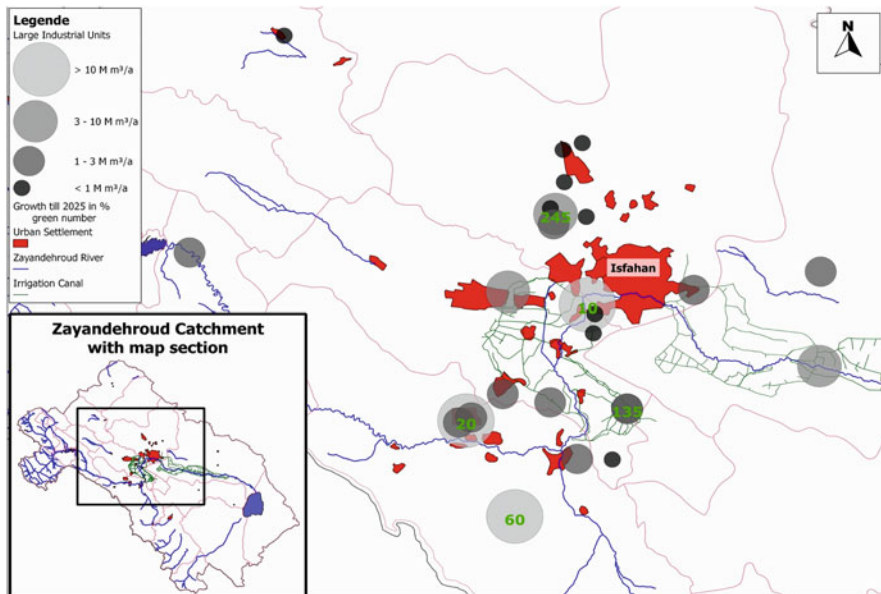 Legende
Large Industrial Units
> 10 M m³/a
3 - 10 M m³/a
1 - 3 M m³/a
< 1 M m³/a
Growth till 2025 in %
green number
Urban Settlement
Zayandehroud River
Irrigation Canal
N
245
Isfahan
10
135
20
60
Zayandehroud Catchment
with map section